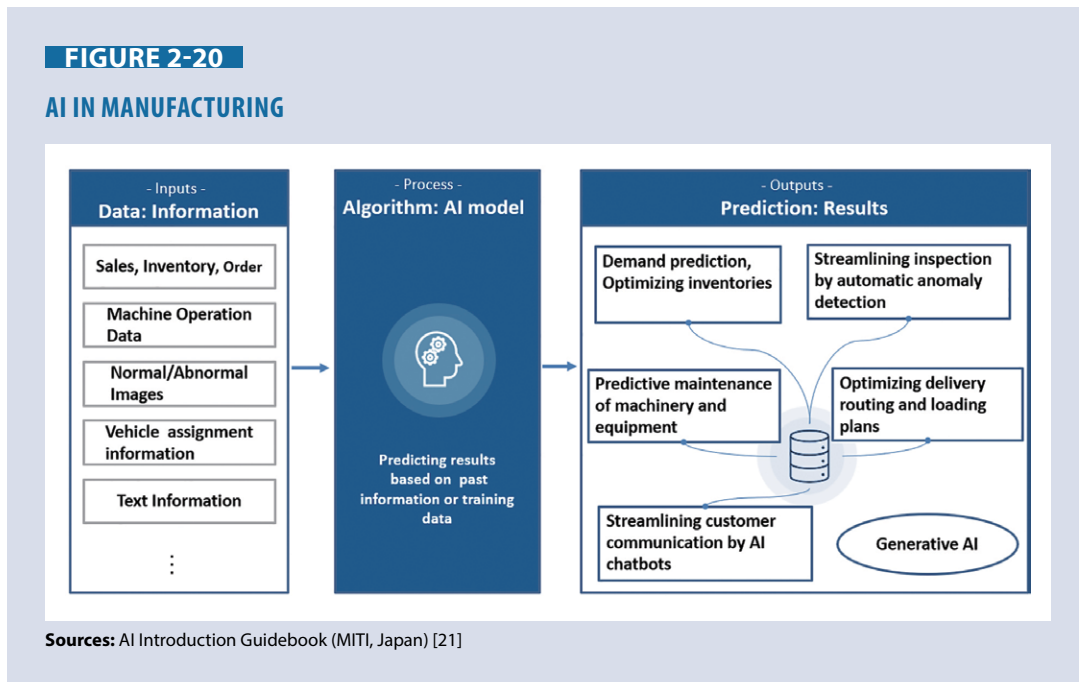 FIGURE 2-20
AI IN MANUFACTURING
- Inputs -
Data: Information
Sales, Inventory, Order
Machine Operation
Data
Normal/Abnormal
Images
Vehicle assignment
information
Text Information
⋮
- Process -
Algorithm: AI model
Predicting results
based on past
information or training
data
- Outputs -
Prediction: Results
Demand prediction,
Optimizing inventories
Streamlining inspection
by automatic anomaly
detection
Predictive maintenance
of machinery and
equipment
Optimizing delivery
routing and loading
plans
Streamlining customer
communication by AI
chatbots
Generative AI
Sources: AI Introduction Guidebook (MITI, Japan) [21]